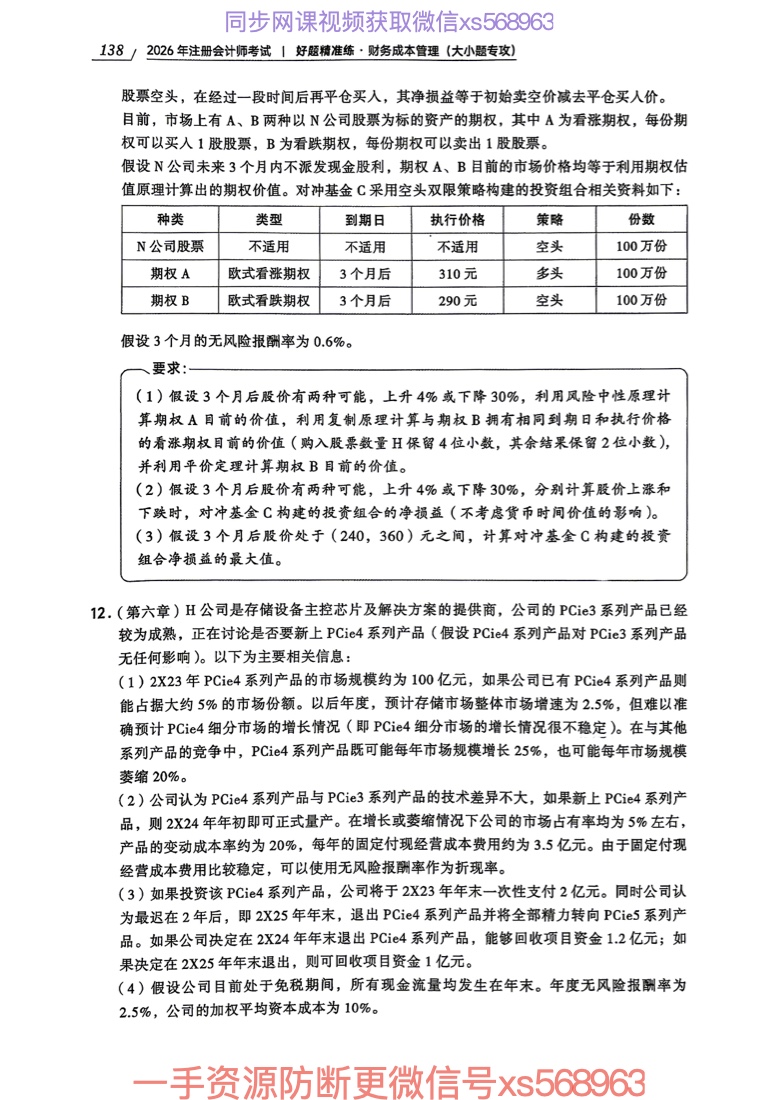 同步网课视频获取微信xs568963
138 / 2026年注册会计师考试 | 好题精准练·财务成本管理（大小题专攻）
股票空头，在经过一段时间后再平仓买入，其净损益等于初始卖空价减去平仓买入价。
目前，市场上有A、B两种以N公司股票为标的资产的期权，其中A为看涨期权，每份期
权可以买入1股股票，B为看跌期权，每份期权可以卖出1股股票。
假设N公司未来3个月内不派发现金股利，期权A、B目前的市场价格均等于利用期权估
值原理计算出的期权价值。对冲基金C采用空头双限策略构建的投资组合相关资料如下：
种类 类型 到期日 执行价格 策略 份数
N公司股票 不适用 不适用 不适用 空头 100万份
期权A 欧式看涨期权 3个月后 310元 多头 100万份
期权B 欧式看跌期权 3个月后 290元 空头 100万份
假设3个月的无风险报酬率为0.6%。
要求：
（1）假设3个月后股价有两种可能，上升4%或下降30%，利用风险中性原理计
算期权A目前的价值，利用复制原理计算与期权B拥有相同到期日和执行价格
的看涨期权目前的价值（购入股票数量H保留4位小数，其余结果保留2位小数），
并利用平价定理计算期权B目前的价值。
（2）假设3个月后股价有两种可能，上升4%或下降30%，分别计算股价上涨和
下跌时，对冲基金C构建的投资组合的净损益（不考虑货币时间价值的影响）。
（3）假设3个月后股价处于（240，360）元之间，计算对冲基金C构建的投资
组合净损益的最大值。
12.（第六章）H公司是存储设备主控芯片及解决方案的提供商，公司的PCie3系列产品已经
较为成熟，正在讨论是否要新上PCie4系列产品（假设PCie4系列产品对PCie3系列产品
无任何影响）。以下为主要相关信息：
（1）2X23年PCie4系列产品的市场规模约为100亿元，如果公司已有PCie4系列产品则
能占据大约5%的市场份额。以后年度，预计存储市场整体市场增速为2.5%，但难以准
确预计PCie4细分市场的增长情况（即PCie4细分市场的增长情况很不稳定）。在与其他
系列产品的竞争中，PCie4系列产品既可能每年市场规模增长25%，也可能每年市场规模
萎缩20%。
（2）公司认为PCie4系列产品与PCie3系列产品的技术差异不大，如果新上PCie4系列产
品，则2X24年年初即可正式量产。在增长或萎缩情况下公司的市场占有率均为5%左右，
产品的变动成本率约为20%，每年的固定付现经营成本费用约为3.5亿元。由于固定付现
经营成本费用比较稳定，可以使用无风险报酬率作为折现率。
（3）如果投资该PCie4系列产品，公司将于2X23年年末一次性支付2亿元。同时公司认
为最迟在2年后，即2X25年年末，退出PCie4系列产品并将全部精力转向PCie5系列产
品。如果公司决定在2X24年年末退出PCie4系列产品，能够回收项目资金1.2亿元；如
果决定在2X25年年末退出，则可回收项目资金1亿元。
（4）假设公司目前处于免税期间，所有现金流量均发生在年末。年度无风险报酬率为
2.5%，公司的加权平均资本成本为10%。
一手资源防断更微信号xs568963